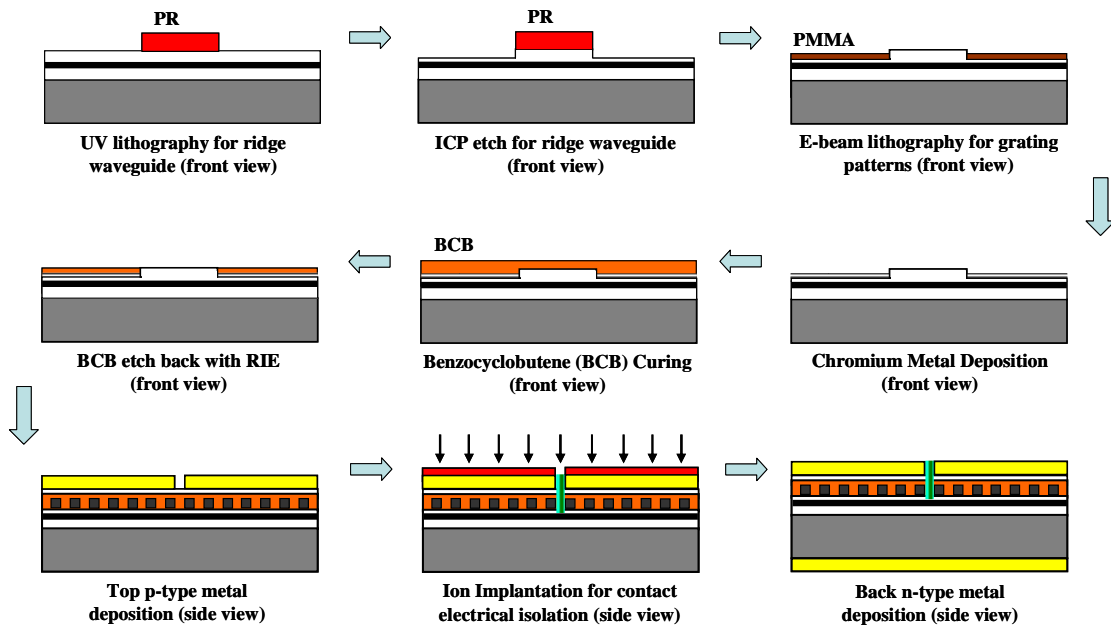 PR
UV lithography for ridge
waveguide (front view)
PR
ICP etch for ridge waveguide
(front view)
PMMA
E-beam lithography for grating
patterns (front view)
Chromium Metal Deposition
(front view)
BCB
Benzocyclobutene (BCB) Curing
(front view)
BCB etch back with RIE
(front view)
Top p-type metal
deposition (side view)
Ion Implantation for contact
electrical isolation (side view)
Back n-type metal
deposition (side view)